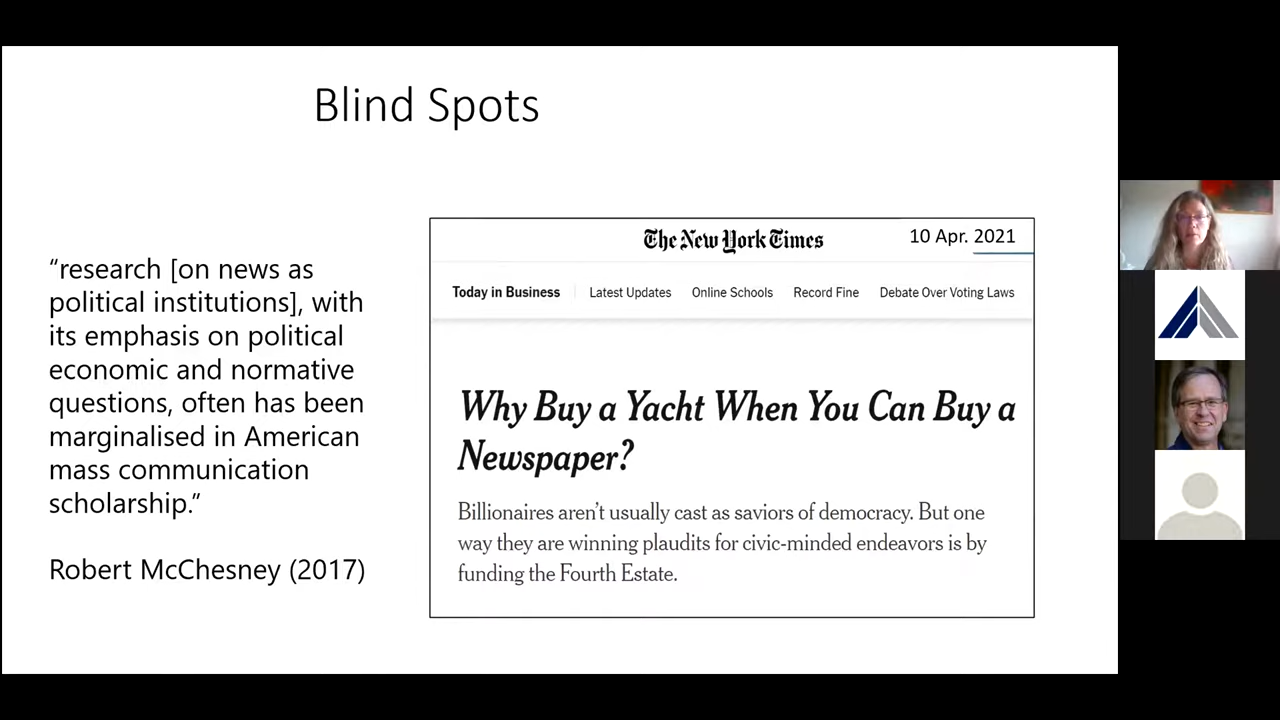 Blind Spots
“research [on news as
political institutions], with
its emphasis on political
economic and normative
questions, often has been
marginalised in American
mass communication
scholarship.”
Robert McChesney (2017)
The New York Times
10 Apr. 2021
Today in Business
Latest Updates
Online Schools
Record Fine
Debate Over Voting Laws
Why Buy a Yacht When You Can Buy a
Newspaper?
Billionaires aren’t usually cast as saviors of democracy. But one
way they are winning plaudits for civic-minded endeavors is by
funding the Fourth Estate.